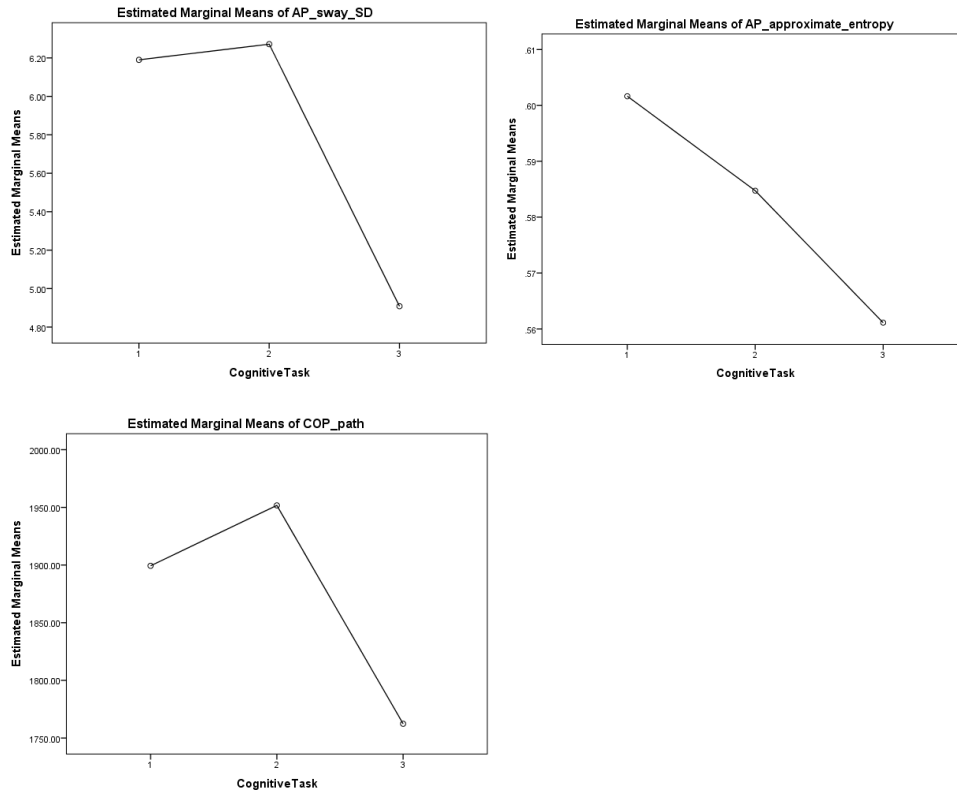 Estimated Marginal Means of AP_sway_SD
Estimated Marginal Means
6.20
6.00
5.80
5.60
5.40
5.20
5.00
4.80
1 2 3
CognitiveTask
Estimated Marginal Means of AP_approximate_entropy
Estimated Marginal Means
.61
.60
.59
.58
.57
.56
1 2 3
CognitiveTask
Estimated Marginal Means of COP_path
Estimated Marginal Means
2000.00
1950.00
1900.00
1850.00
1800.00
1750.00
1 2 3
CognitiveTask